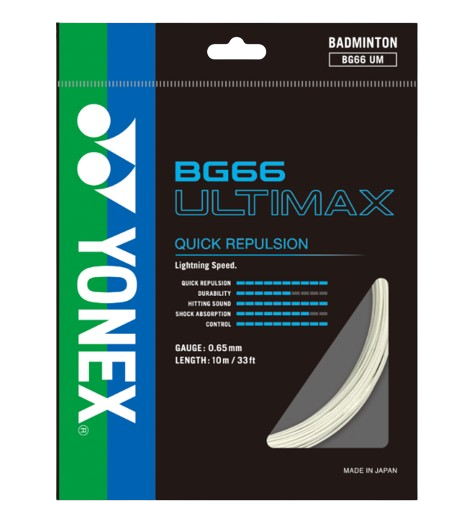 BADMINTON
BG66 UM
YONEX®
BG66
ULTIMAX
QUICK REPULSION
Lightning Speed.
QUICK REPULSION
DURABILITY
HITTING SOUND
SHOCK ABSORPTION
CONTROL
GAUGE: 0.65mm
LENGTH: 10m / 33ft
MADE IN JAPAN